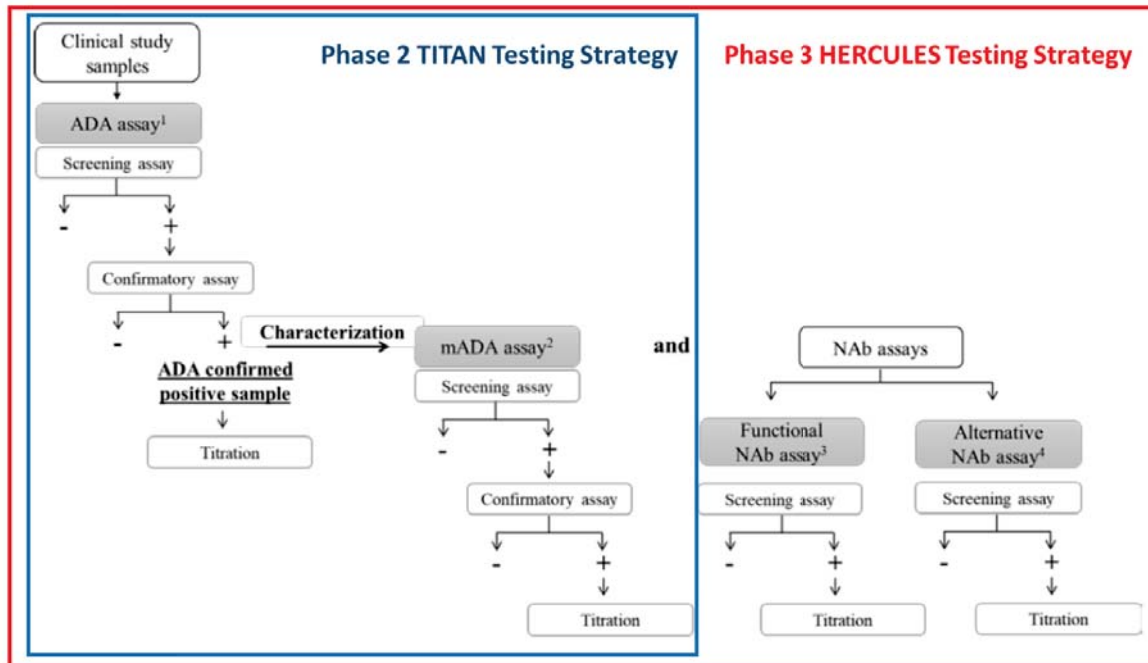 Clinical study
samples
Phase 2 TITAN Testing Strategy
Phase 3 HERCULES Testing Strategy
ADA assay¹
Screening assay
-
+
Confirmatory assay
-
+
ADA confirmed
positive sample
Titration
Characterization
mADA assay²
Screening assay
-
+
Confirmatory assay
-
+
Titration
and
NAb assays
Functional
NAb assay³
Screening assay
-
+
Titration
Alternative
NAb assay⁴
Screening assay
-
+
Titration